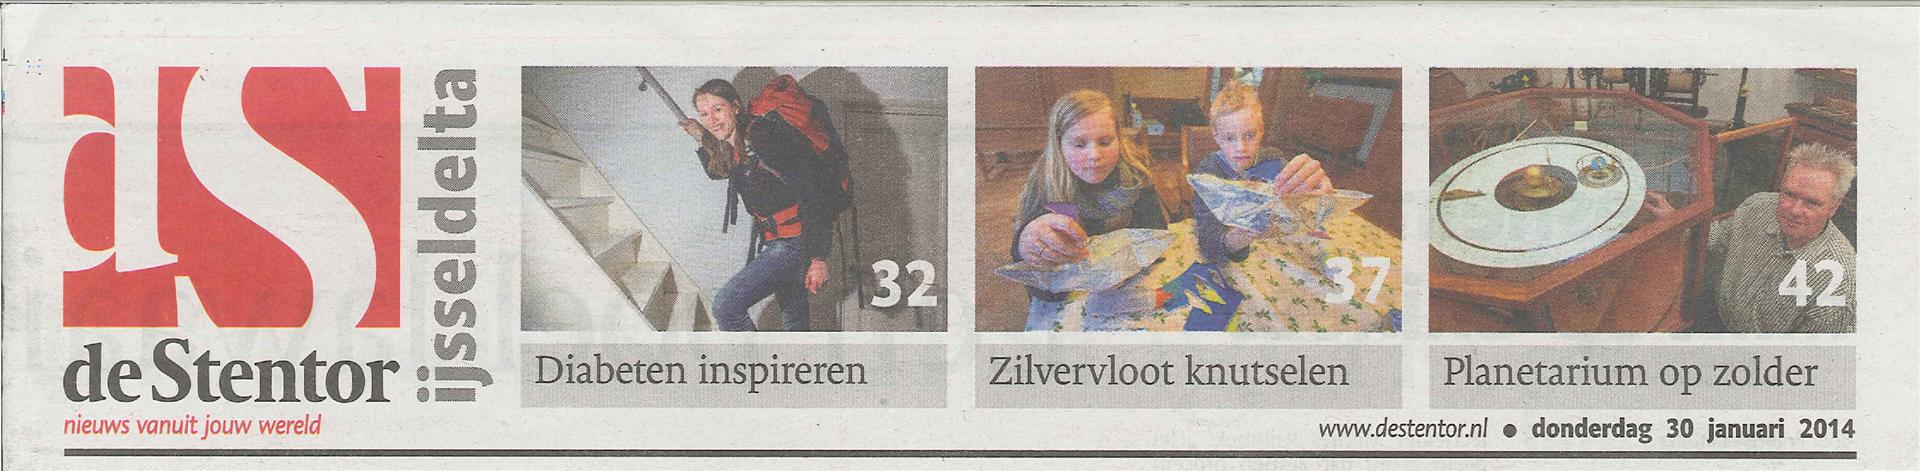 dS
ijsseldelta
de Stentor
nieuws vanuit jouw wereld
32
Diabeten inspireren
37
Zilvervloot knutselen
42
Planetarium op zolder
www.destentor.nl ● donderdag 30 januari 2014